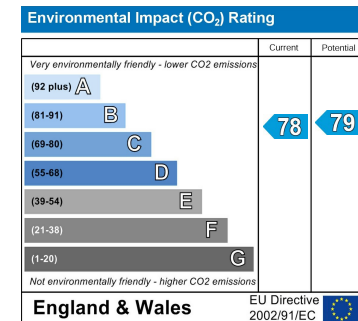 Environmental Impact (CO₂) Rating
Current Potential
Very environmentally friendly - lower CO2 emissions
(92 plus) A
(81-91) B
(69-80) C
(55-68) D
(39-54) E
(21-38) F
(1-20) G
78 79
Not environmentally friendly - higher CO2 emissions
England & Wales
EU Directive
2002/91/EC